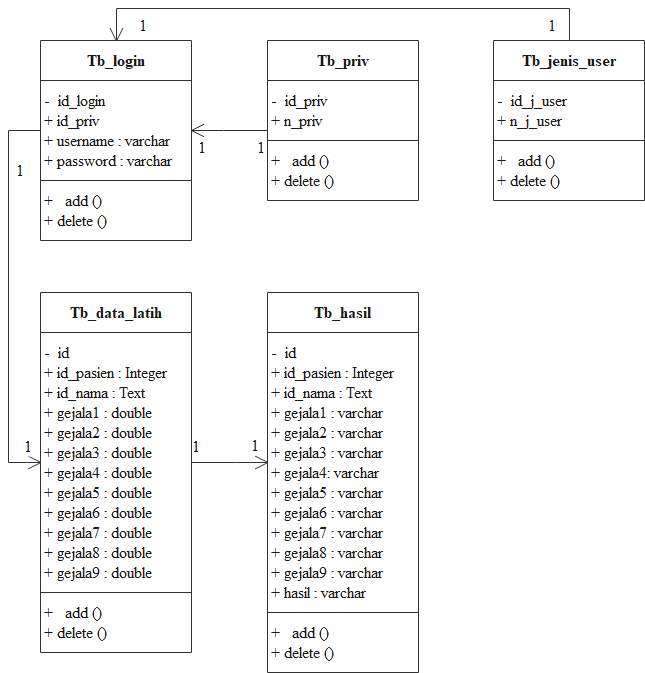 1
1
Tb_login
- id_login
+ id_priv
+ username : varchar
+ password : varchar
+ add ()
+ delete ()
Tb_priv
- id_priv
+ n_priv
+ add ()
+ delete ()
Tb_jenis_user
- id_j_user
+ n_j_user
+ add ()
+ delete ()
1
1
1
Tb_data_latih
- id
+ id_pasien : Integer
+ id_nama : Text
+ gejala1 : double
+ gejala2 : double
+ gejala3 : double
+ gejala4 : double
+ gejala5 : double
+ gejala6 : double
+ gejala7 : double
+ gejala8 : double
+ gejala9 : double
+ add ()
+ delete ()
1
1
1
Tb_hasil
- id
+ id_pasien : Integer
+ id_nama : Text
+ gejala1 : varchar
+ gejala2 : varchar
+ gejala3 : varchar
+ gejala4: varchar
+ gejala5 : varchar
+ gejala6 : varchar
+ gejala7 : varchar
+ gejala8 : varchar
+ gejala9 : varchar
+ hasil : varchar
+ add ()
+ delete ()